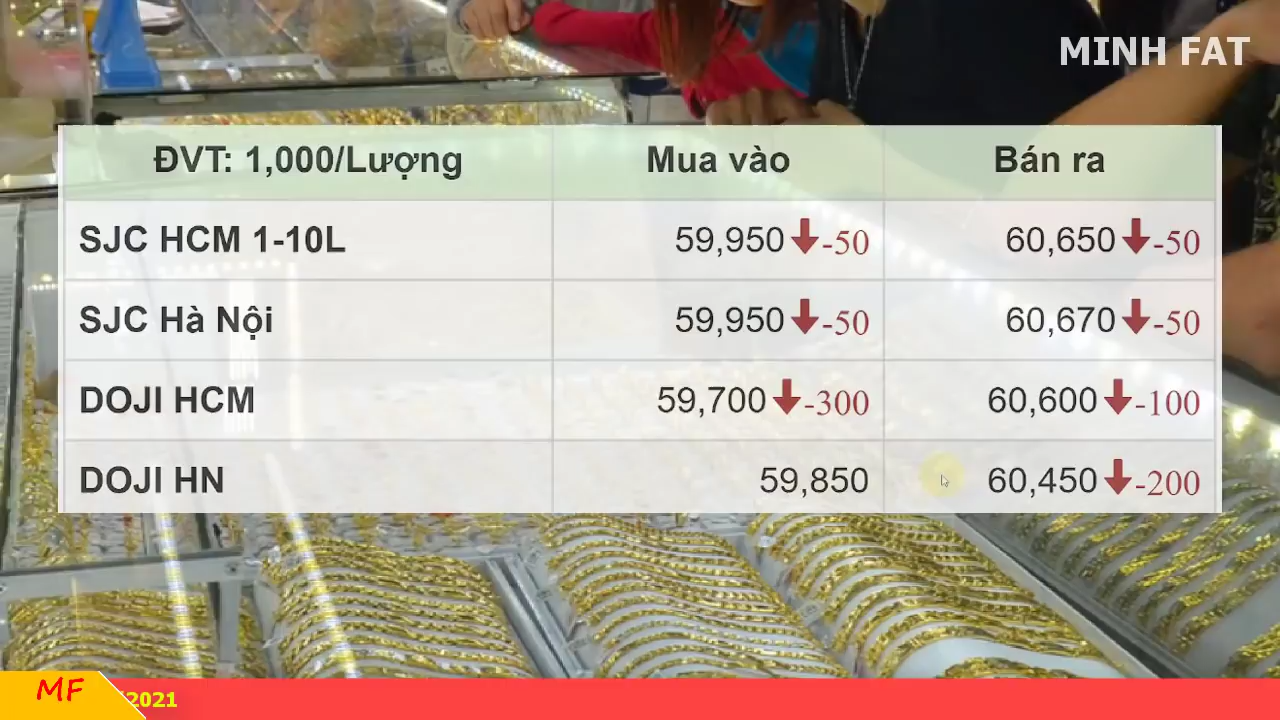 MINH FAT
ĐVT: 1,000/Lượng Mua vào Bán ra
SJC HCM 1-10L 59,950 -50 60,650 -50
SJC Hà Nội 59,950 -50 60,670 -50
DOJI HCM 59,700 -300 60,600 -100
DOJI HN 59,850 60,450 -200
MF /2021